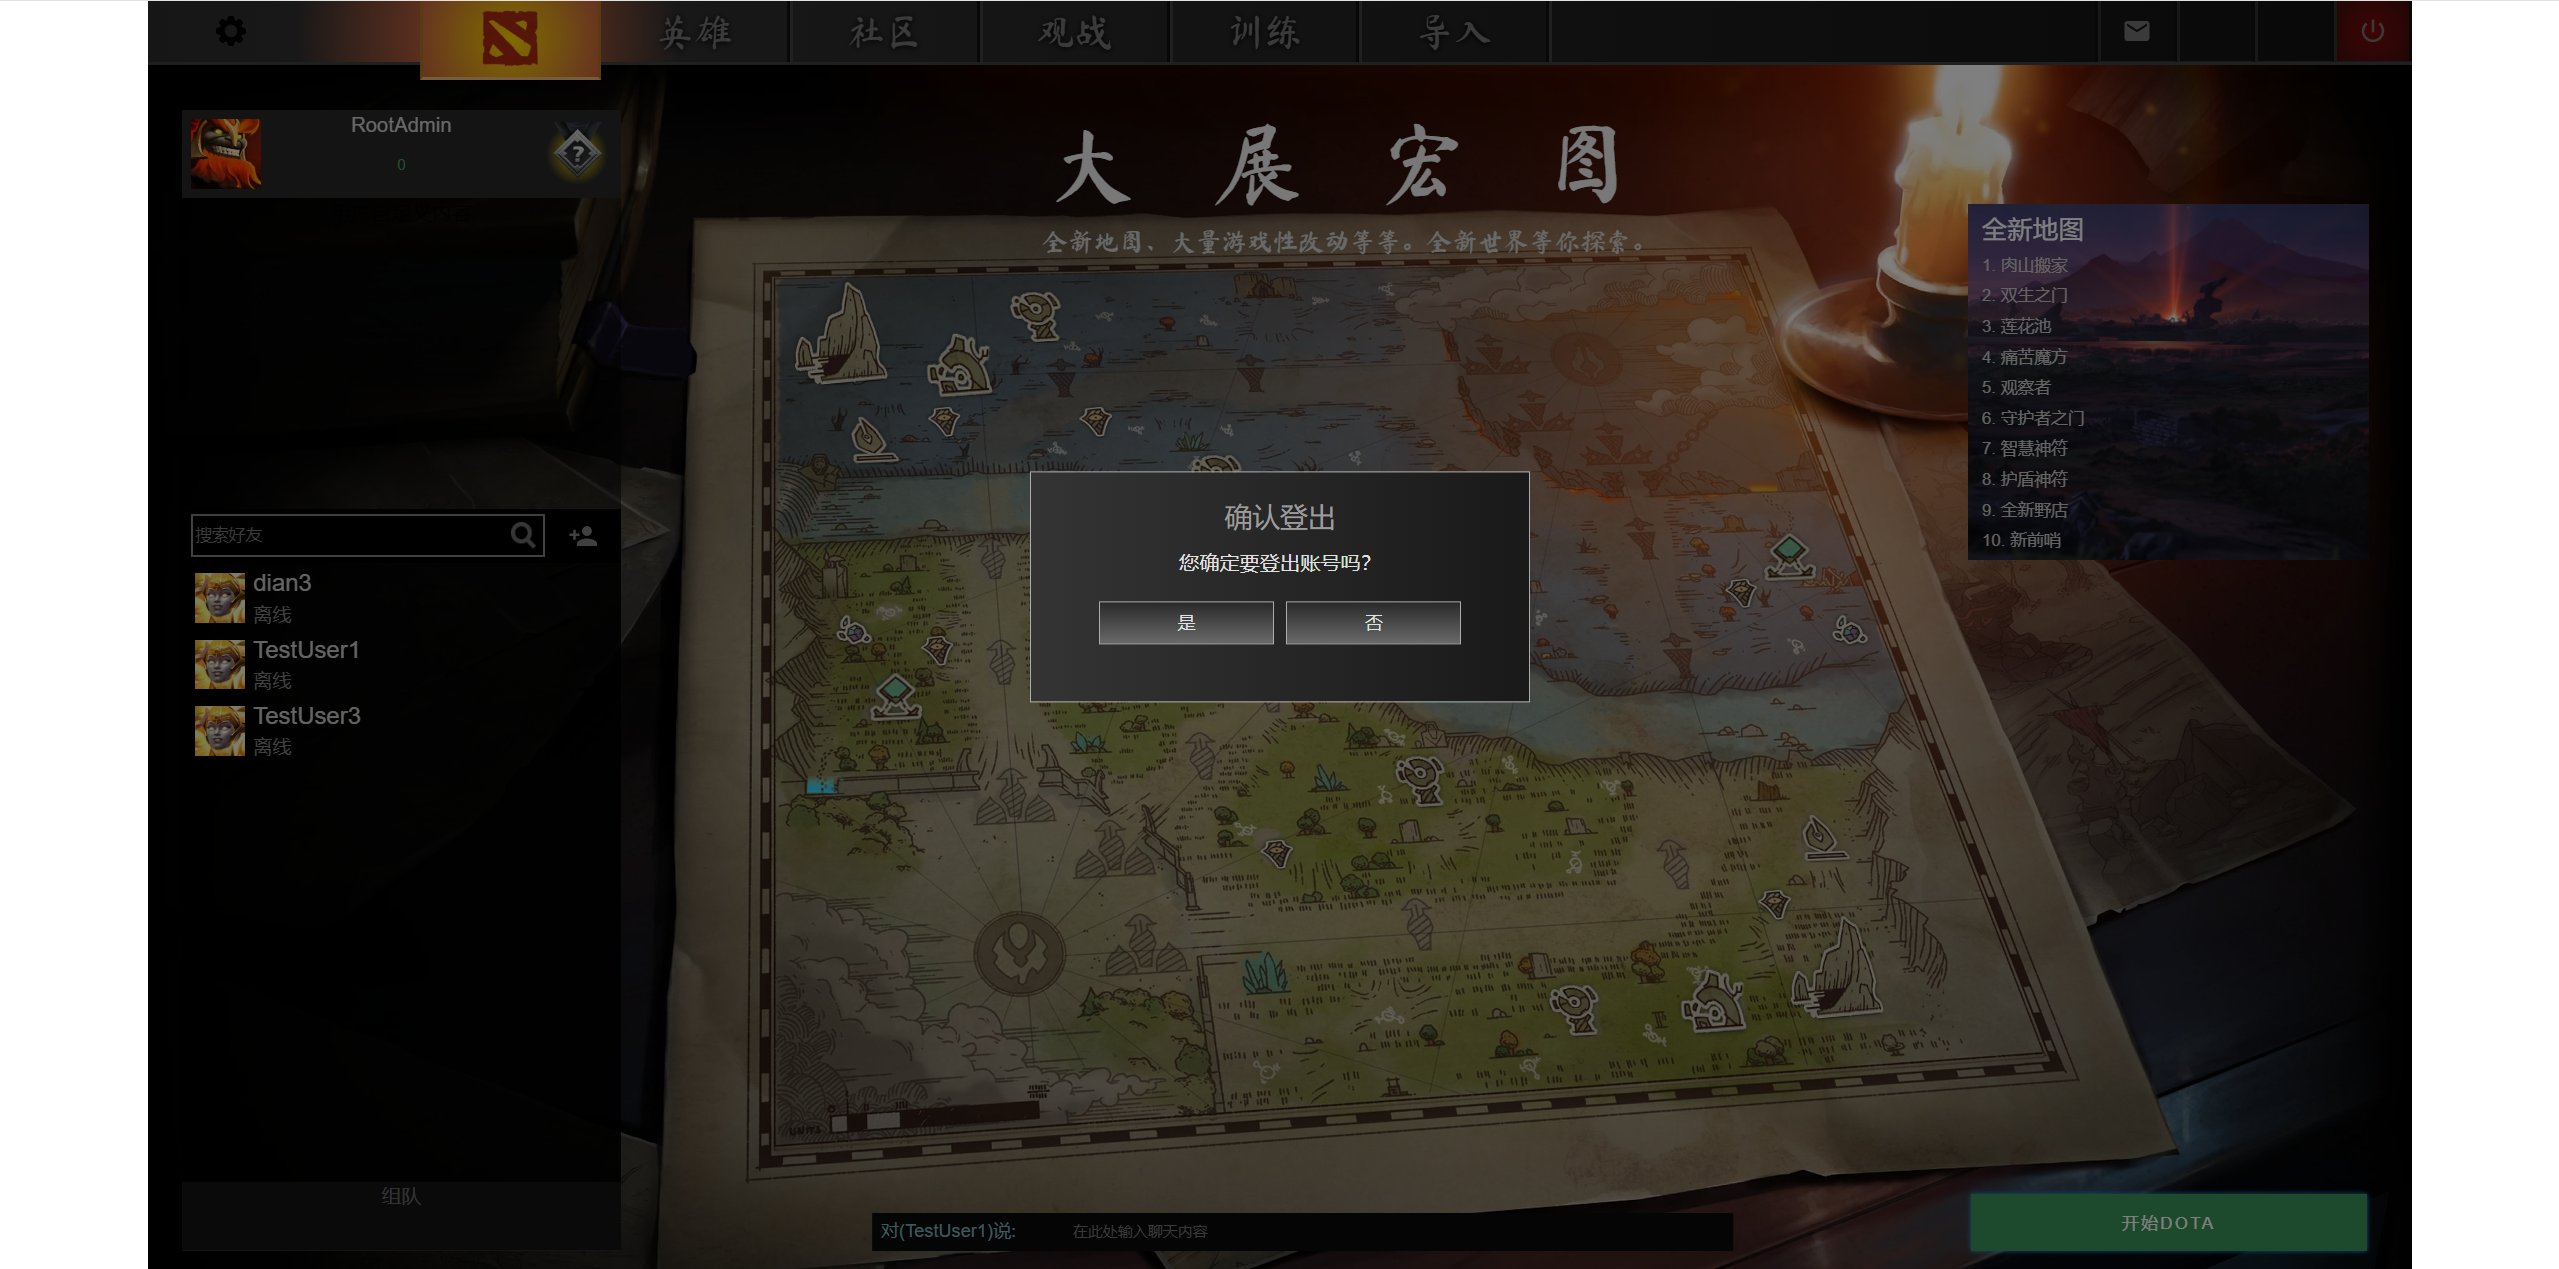 英雄
社区
观战
训练
导入
RootAdmin
0
大展宏图
全新地图、大量游戏性改动等等。全新世界等你探索。
全新地图
1. 肉山搬家
2. 双生之门
3. 莲花池
4. 痛苦魔方
5. 观察者
6. 守护者之门
7. 智慧神符
8. 护盾神符
9. 全新野店
10. 新前哨
搜索好友
dian3
离线
TestUser1
离线
TestUser3
离线
确认登出
您确定要登出账号吗?
是
否
组队
UNITS
对(TestUser1)说:
在此处输入聊天内容
开始DOTA